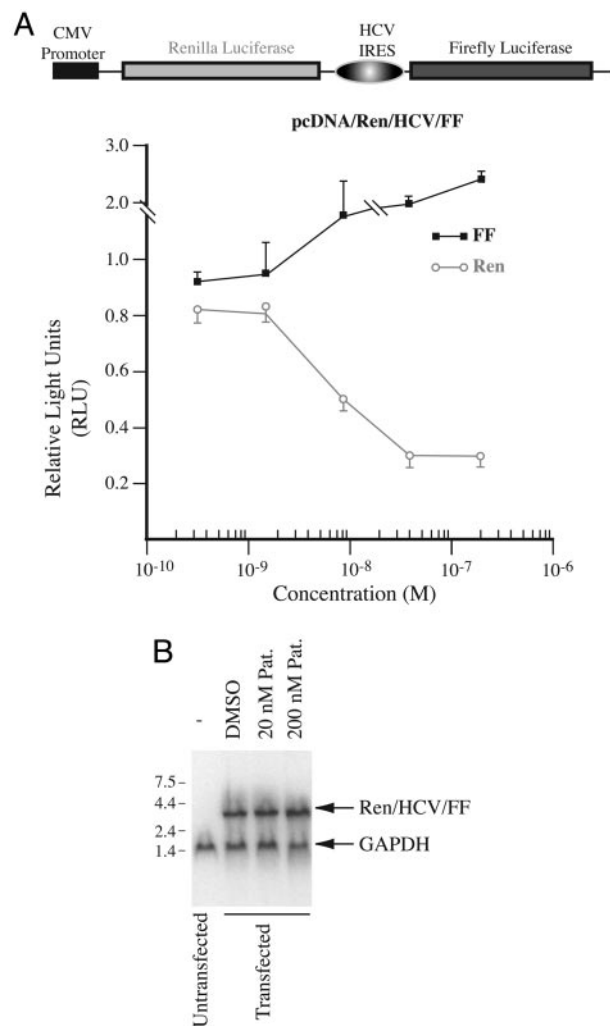 A
CMV
Promoter
Renilla Luciferase
HCV
IRES
Firefly Luciferase
pcDNA/Ren/HCV/FF
3.0
2.0
1.0
0.8
0.6
0.4
0.2
Relative Light Units
(RLU)
FF
Ren
10-10
10-9
10-8
10-7
10-6
Concentration (M)
B
-
DMSO
20 nM Pat.
200 nM Pat.
7.5
4.4
2.4
1.4
Ren/HCV/FF
GAPDH
Untransfected
Transfected